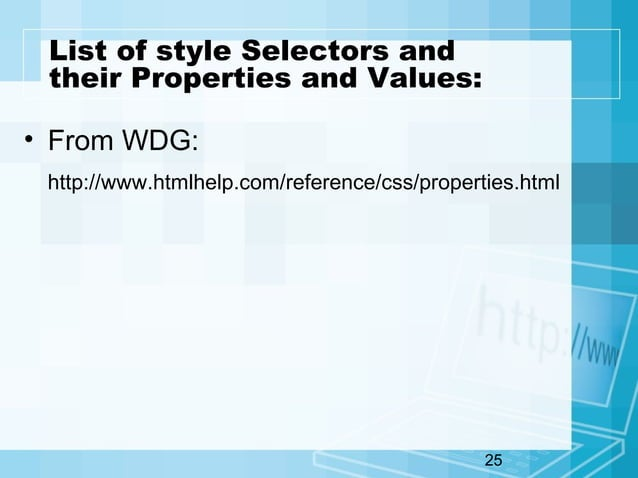 List of style Selectors and
their Properties and Values:
• From WDG:
http://www.htmlhelp.com/reference/css/properties.html
http://www
25